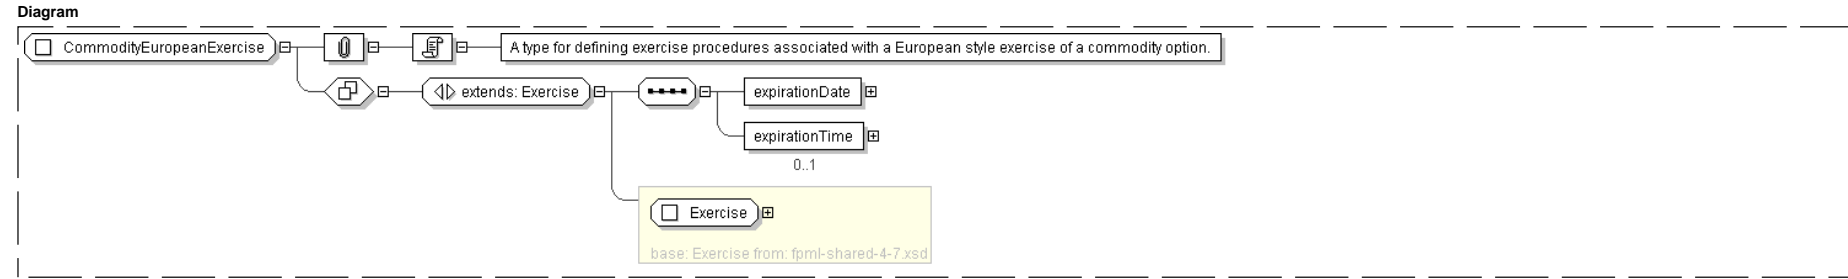 Diagram
CommodityEuropeanExercise
A type for defining exercise procedures associated with a European style exercise of a commodity option.
extends: Exercise
expirationDate
expirationTime
0..1
Exercise
base: Exercise from: fpml-shared-4-7.xsd